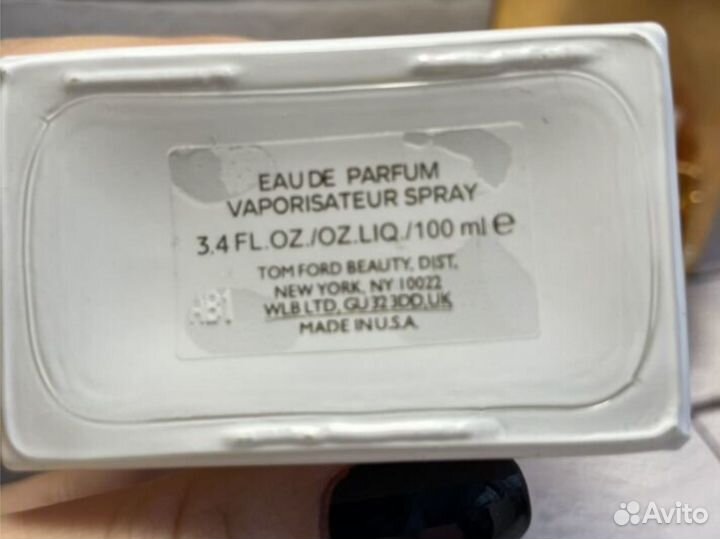 EAU DE PARFUM
VAPORISATEUR SPRAY
3.4 FL.OZ./OZ.LIQ./100 ml ℮
TOM FORD BEAUTY, DIST.
NEW YORK, NY 10022
WLB LTD, GU32 3DD, UK
MADE IN U.S.A.
AB1
Avito